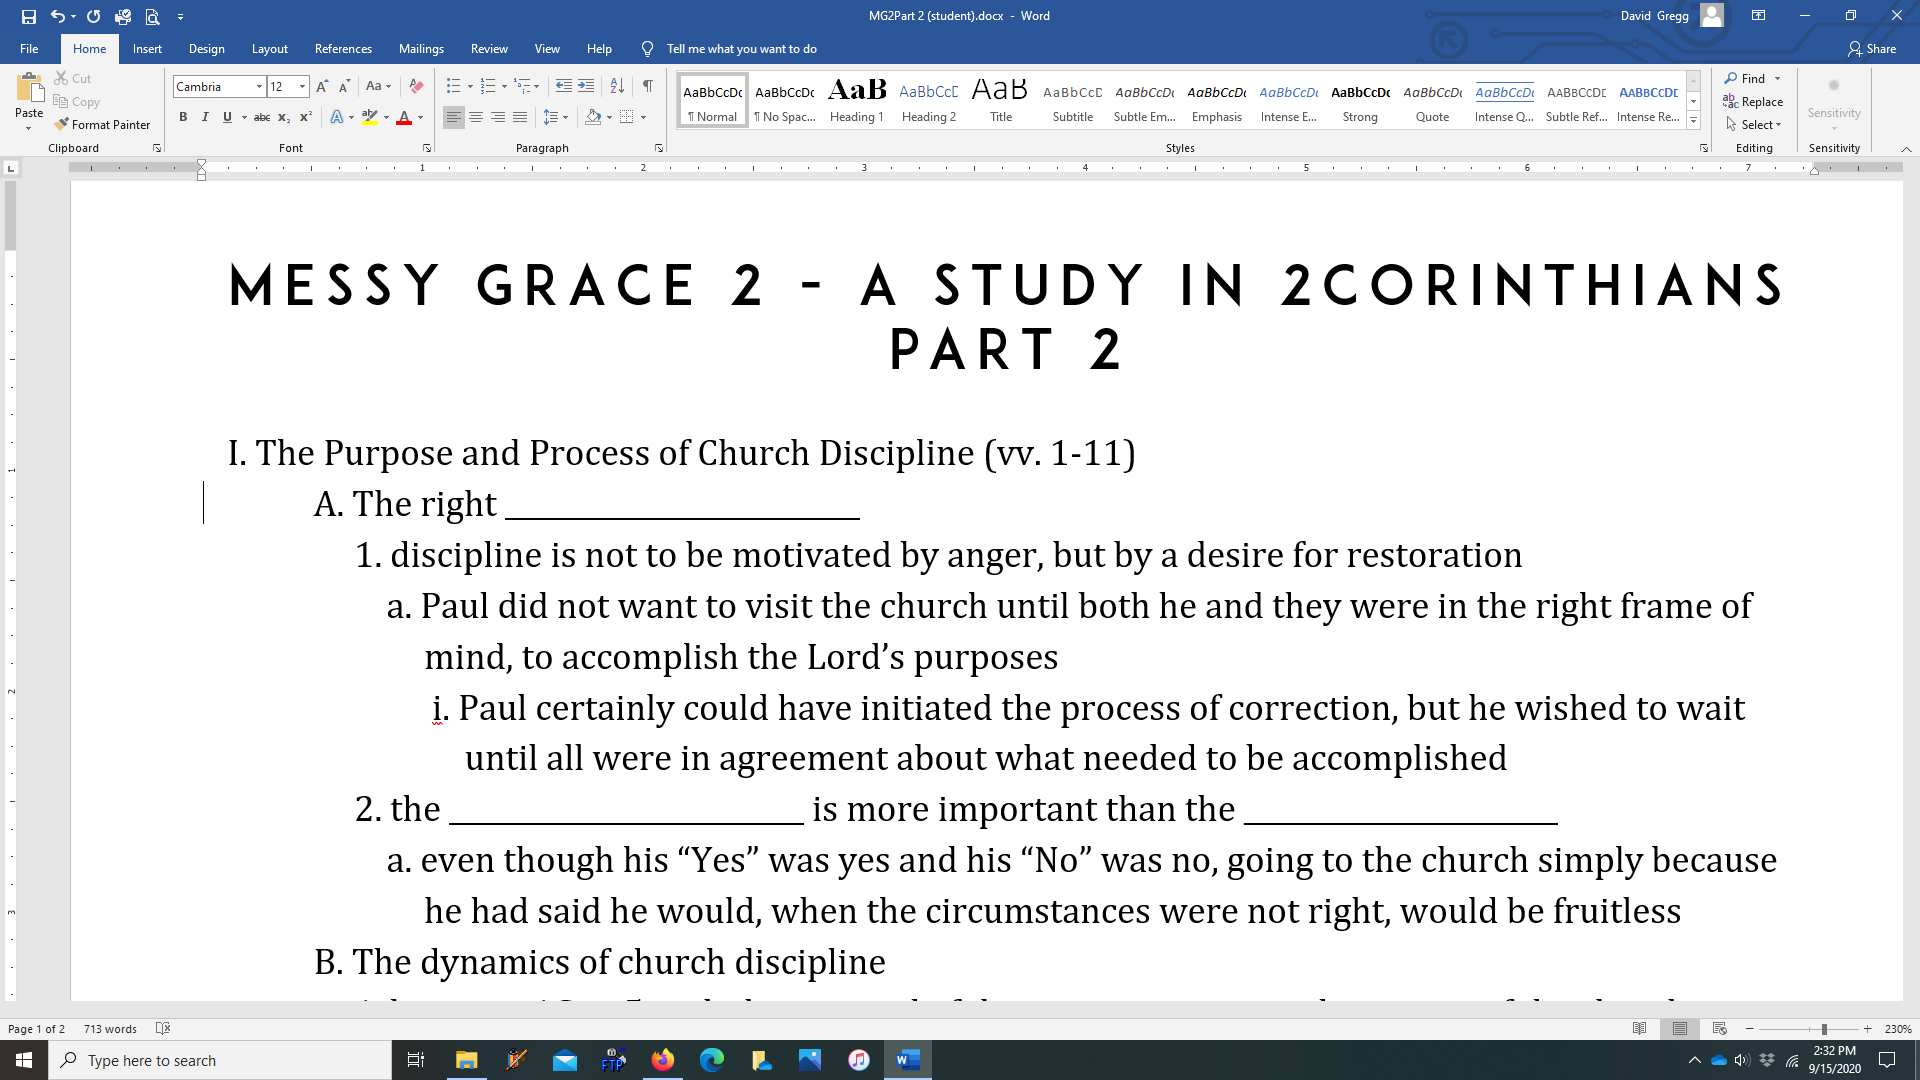 MG2Part 2 (student).docx - Word
David Gregg
File Home Insert Design Layout References Mailings Review View Help Tell me what you want to do Share
Paste
Cut
Copy
Format Painter
Clipboard
Cambria 12
Font
Paragraph
AaBbCcDc AaBbCcDc AaB AaBbCcD AaB AaBbCcD AaBbCcDc AaBbCcDc AaBbCcDc AaBbCcDc AaBbCcDc AaBbCcDc AABBCCDE AABBCCDE
¶ Normal ¶ No Spac... Heading 1 Heading 2 Title Subtitle Subtle Em... Emphasis Intense E... Strong Quote Intense Q... Subtle Ref... Intense Re...
Styles
Find
Replace
Select
Editing
Sensitivity
Sensitivity
1 2 3 4 5 6 7
MESSY GRACE 2 - A STUDY IN 2CORINTHIANS
PART 2
I. The Purpose and Process of Church Discipline (vv. 1-11)
A. The right ____________________
1. discipline is not to be motivated by anger, but by a desire for restoration
a. Paul did not want to visit the church until both he and they were in the right frame of
mind, to accomplish the Lord’s purposes
i. Paul certainly could have initiated the process of correction, but he wished to wait
until all were in agreement about what needed to be accomplished
2. the ____________________ is more important than the __________________
a. even though his “Yes” was yes and his “No” was no, going to the church simply because
he had said he would, when the circumstances were not right, would be fruitless
B. The dynamics of church discipline
Page 1 of 2 713 words 230%
Type here to search
2:32 PM
9/15/2020